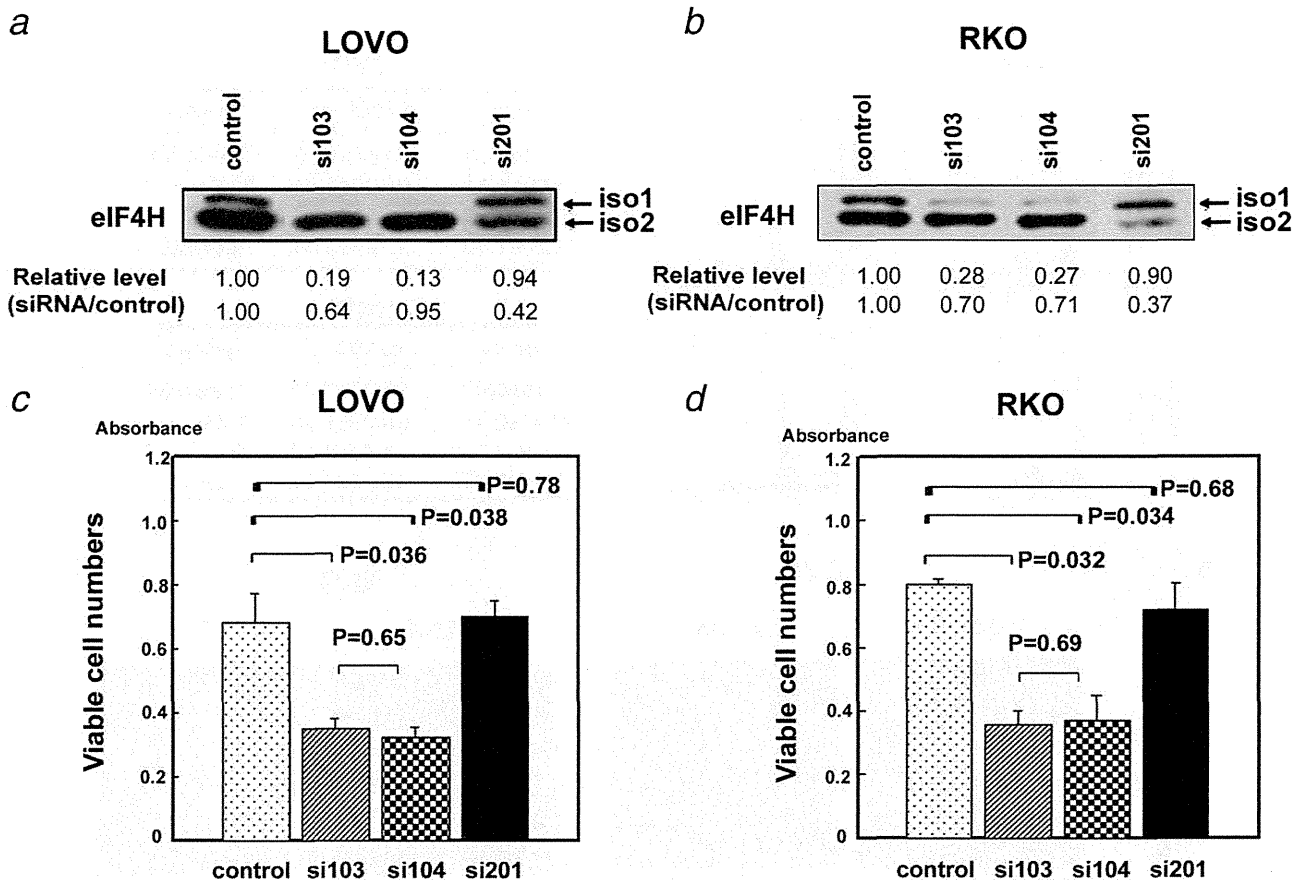 a
LOVO
control
si103
si104
si201
eIF4H
iso1
iso2
Relative level 1.00 0.19 0.13 0.94
(siRNA/control) 1.00 0.64 0.95 0.42
b
RKO
control
si103
si104
si201
eIF4H
iso1
iso2
Relative level 1.00 0.28 0.27 0.90
(siRNA/control) 1.00 0.70 0.71 0.37
c
LOVO
Absorbance
Viable cell numbers
1.2
1.0
0.8
0.6
0.4
0.2
0
P=0.78
P=0.038
P=0.036
P=0.65
control si103 si104 si201
d
RKO
Absorbance
Viable cell numbers
1.2
1.0
0.8
0.6
0.4
0.2
0
P=0.68
P=0.034
P=0.032
P=0.69
control si103 si104 si201